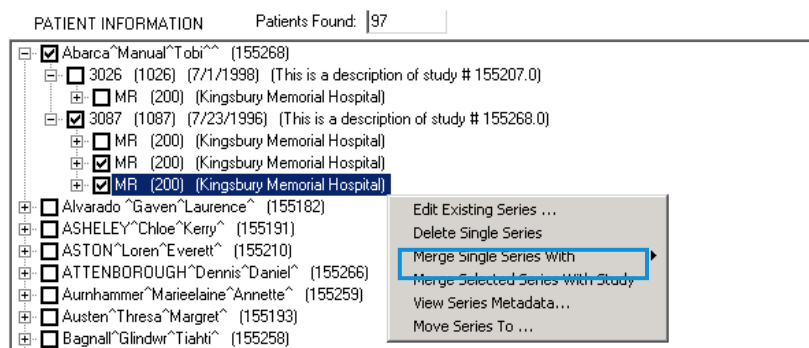 PATIENT INFORMATION Patients Found: 97
Abarca^Manual^Tobi^^ (155268)
3026 (1026) (7/1/1998) (This is a description of study # 155207.0)
MR (200) (Kingsbury Memorial Hospital)
3087 (1087) (7/23/1996) (This is a description of study # 155268.0)
MR (200) (Kingsbury Memorial Hospital)
MR (200) (Kingsbury Memorial Hospital)
MR (200) (Kingsbury Memorial Hospital)
Alvarado ^Gaven^Laurence^ (155182)
ASHELEY^Chloe^Kerry^ (155191)
ASTON^Loren^Everett^ (155210)
ATTENBOROUGH^Dennis^Daniel^ (155266)
Aurnhammer^Marieelaine^Annette^ (155259)
Austen^Thresa^Margret^ (155193)
Bagnall^Glindwr^Tiahti^ (155258)
Edit Existing Series ...
Delete Single Series
Merge Single Series With
Merge Selected Series With Study
View Series Metadata...
Move Series To ...